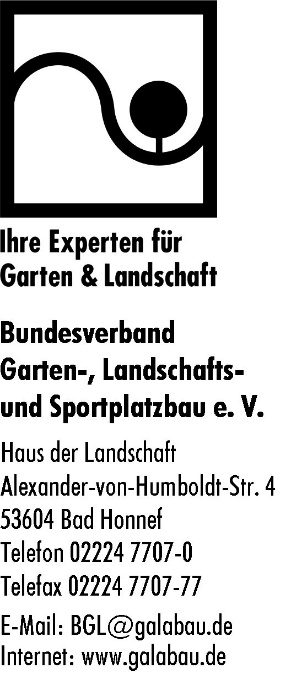 Ihre Experten für
Garten & Landschaft
Bundesverband
Garten-, Landschafts-
und Sportplatzbau e. V.
Haus der Landschaft
Alexander-von-Humboldt-Str. 4
53604 Bad Honnef
Telefon 02224 7707-0
Telefax 02224 7707-77
E-Mail: BGL@galabau.de
Internet: www.galabau.de